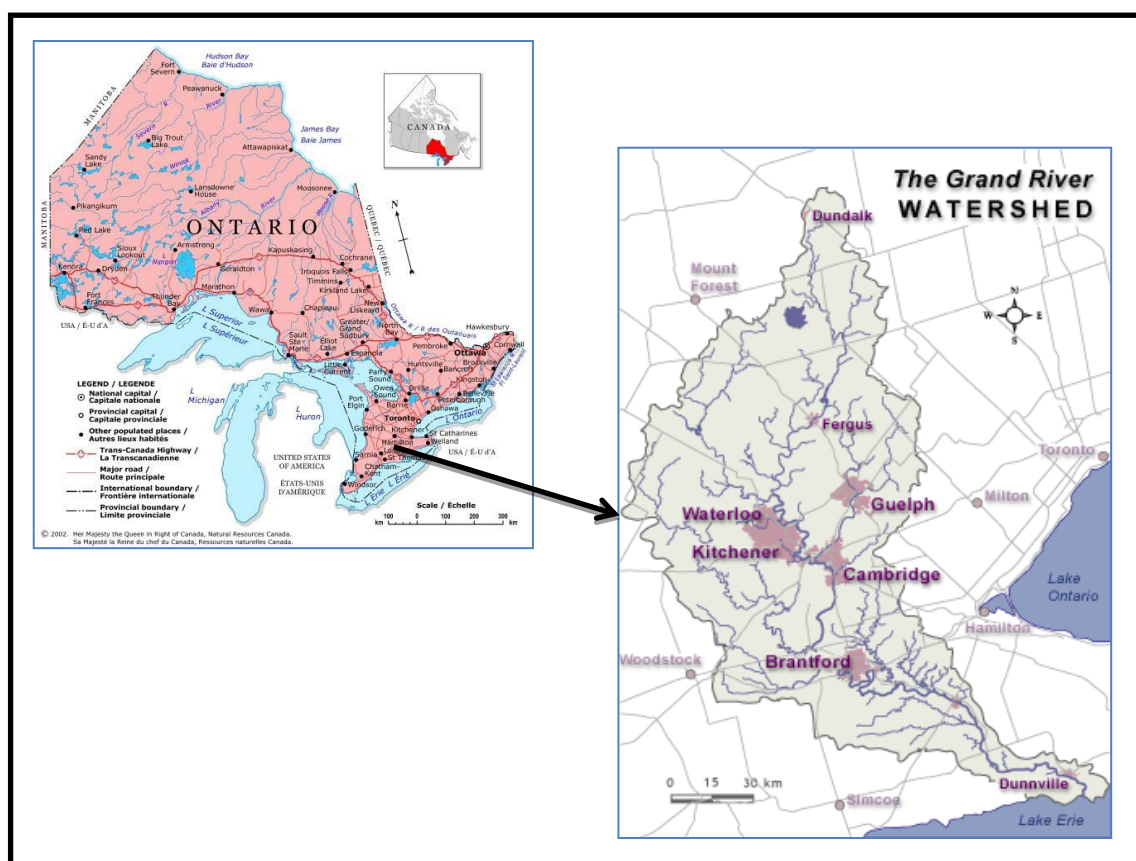 Hudson Bay
Baie d'Hudson
Fort
Severn
Peawanuck
MANITOBA
Severn R
River
James Bay
Baie James
CANADA
Big Trout
Lake
Winisk
Attawapiskat
Sandy
Lake
Lansdowne
House
Moosonee
Pikangikum
Albany
River
Moose R
QUEBEC / QUÉBEC
N
ONTARIO
MANITOBA
Red Lake
Sioux
Lookout
Armstrong
L
Nipigon
Kapuskasing
Cochrane
Kenora
Dryden
Geraldton
Iroquois Falls
Timmins
Kirkland Lake
Fort
Frances
Thunder
Bay
Marathon
New
Liskeard
USA / É-U d'A
L Superior
L Supérieur
Wawa
Chapleau
Ottawa R / R des Outaouais
Greater/
Grand
Sudbury
North
Bay
Hawkesbury
Sault
Ste
Marie
Elliot
Lake
Espanola
Pembroke
Ottawa
Cornwall
Little
Current
Huntsville
Bancroft
Brockville
St Lawrence R
Fl Saint-Laurent
Parry
Sound
Kingston
Owen
Sound
Orillia
Belleville
Peterborough
Port
Elgin
Barrie
Oshawa
L
Michigan
L
Huron
Toronto
L Ontario
Goderich
Kitchener
St Catharines
Hamilton
Welland
UNITED STATES
OF AMERICA
Sarnia
St Thomas
USA / É-U d'A
ÉTATS-UNIS
D'AMÉRIQUE
Chatham-
Kent
Windsor
L Erie
L Érié
LEGEND / LEGENDE
National capital /
Capitale nationale
Provincial capital /
Capitale provinciale
Other populated places /
Autres lieux habités
Trans-Canada Highway /
La Transcanadienne
Major road /
Route principale
International boundary /
Frontière internationale
Provincial boundary /
Limite provinciale
Scale / Échelle
100 0 100 200 300
km km
© 2002. Her Majesty the Queen in Right of Canada, Natural Resources Canada.
Sa Majesté la Reine du chef du Canada, Ressources naturelles Canada.
The Grand River
WATERSHED
Dundalk
Mount
Forest
N
W E
S
Fergus
Toronto
Guelph
Milton
Waterloo
Kitchener
Cambridge
Lake
Ontario
Hamilton
Woodstock
Brantford
0 15 30 km
Dunnville
Simcoe
Lake Erie